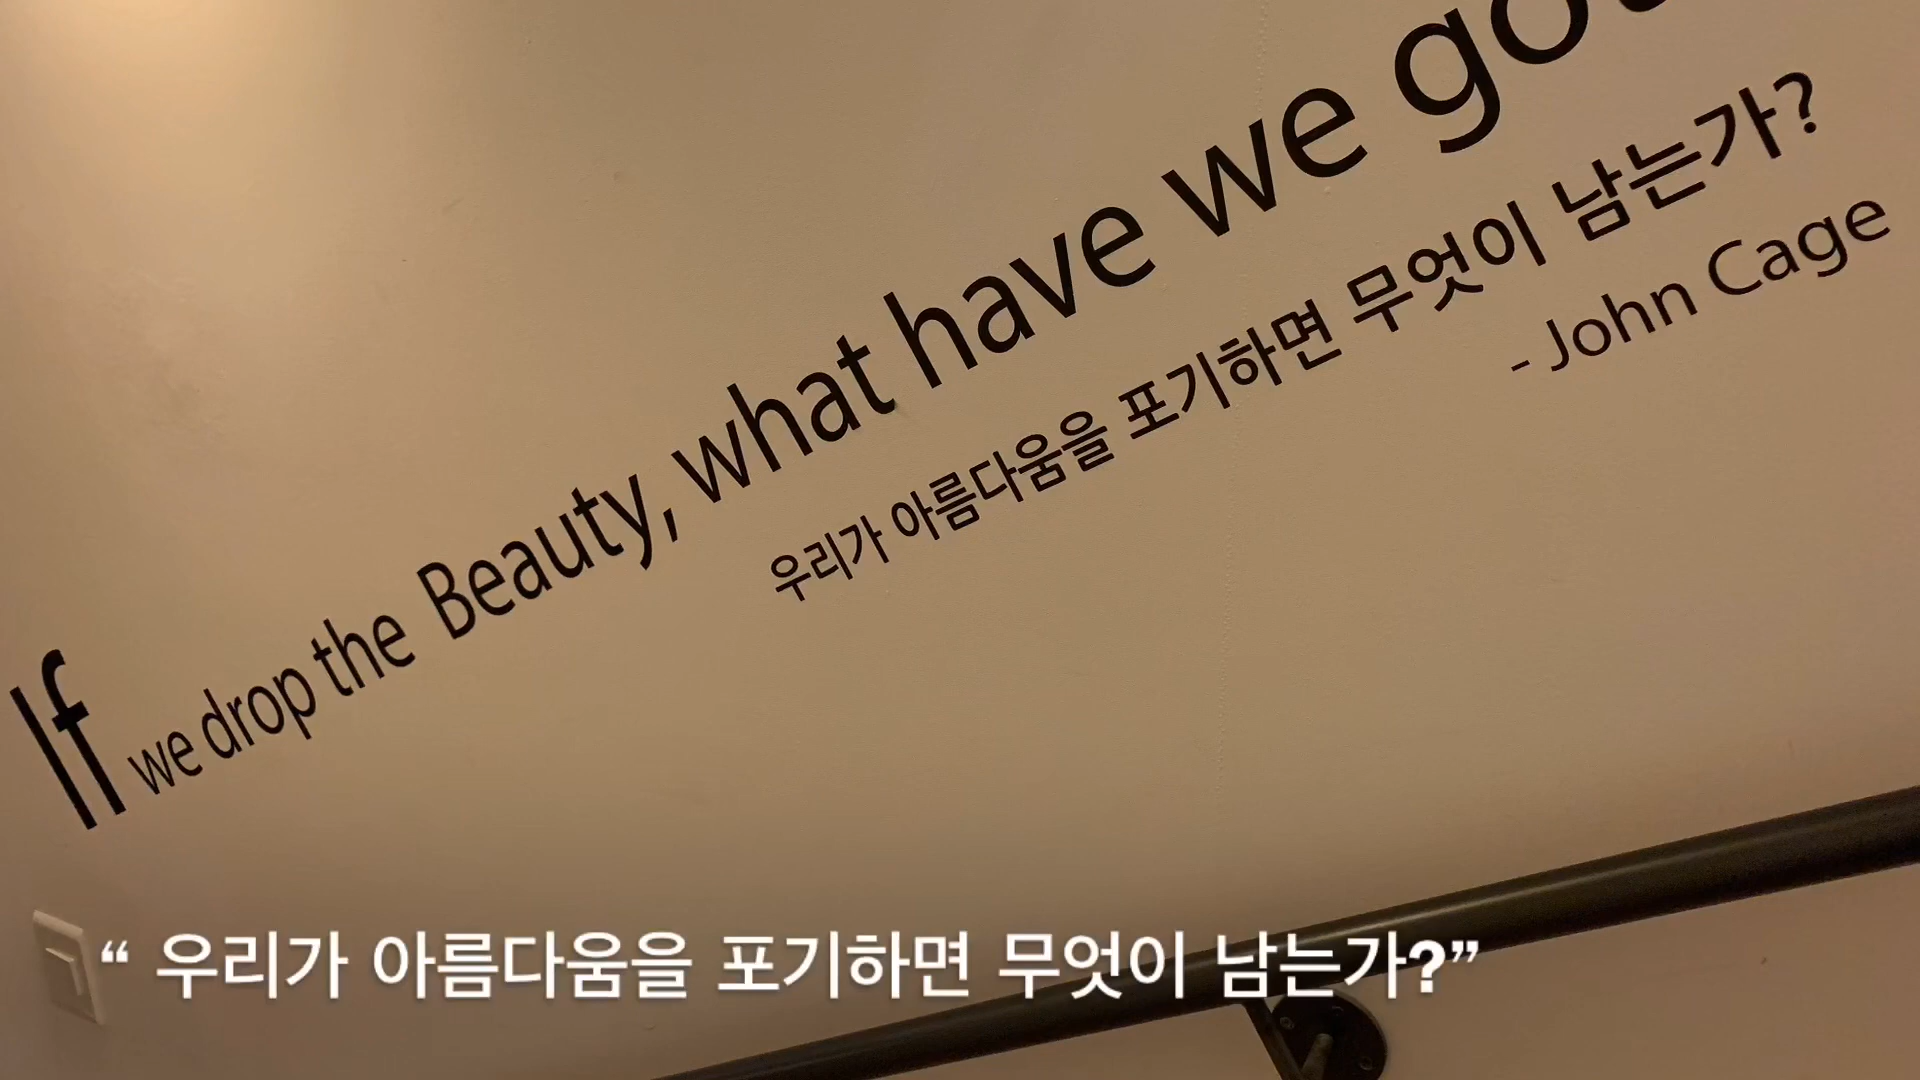 If we drop the Beauty, what have we got
우리가 아름다움을 포기하면 무엇이 남는가?
- John Cage
“ 우리가 아름다움을 포기하면 무엇이 남는가?”